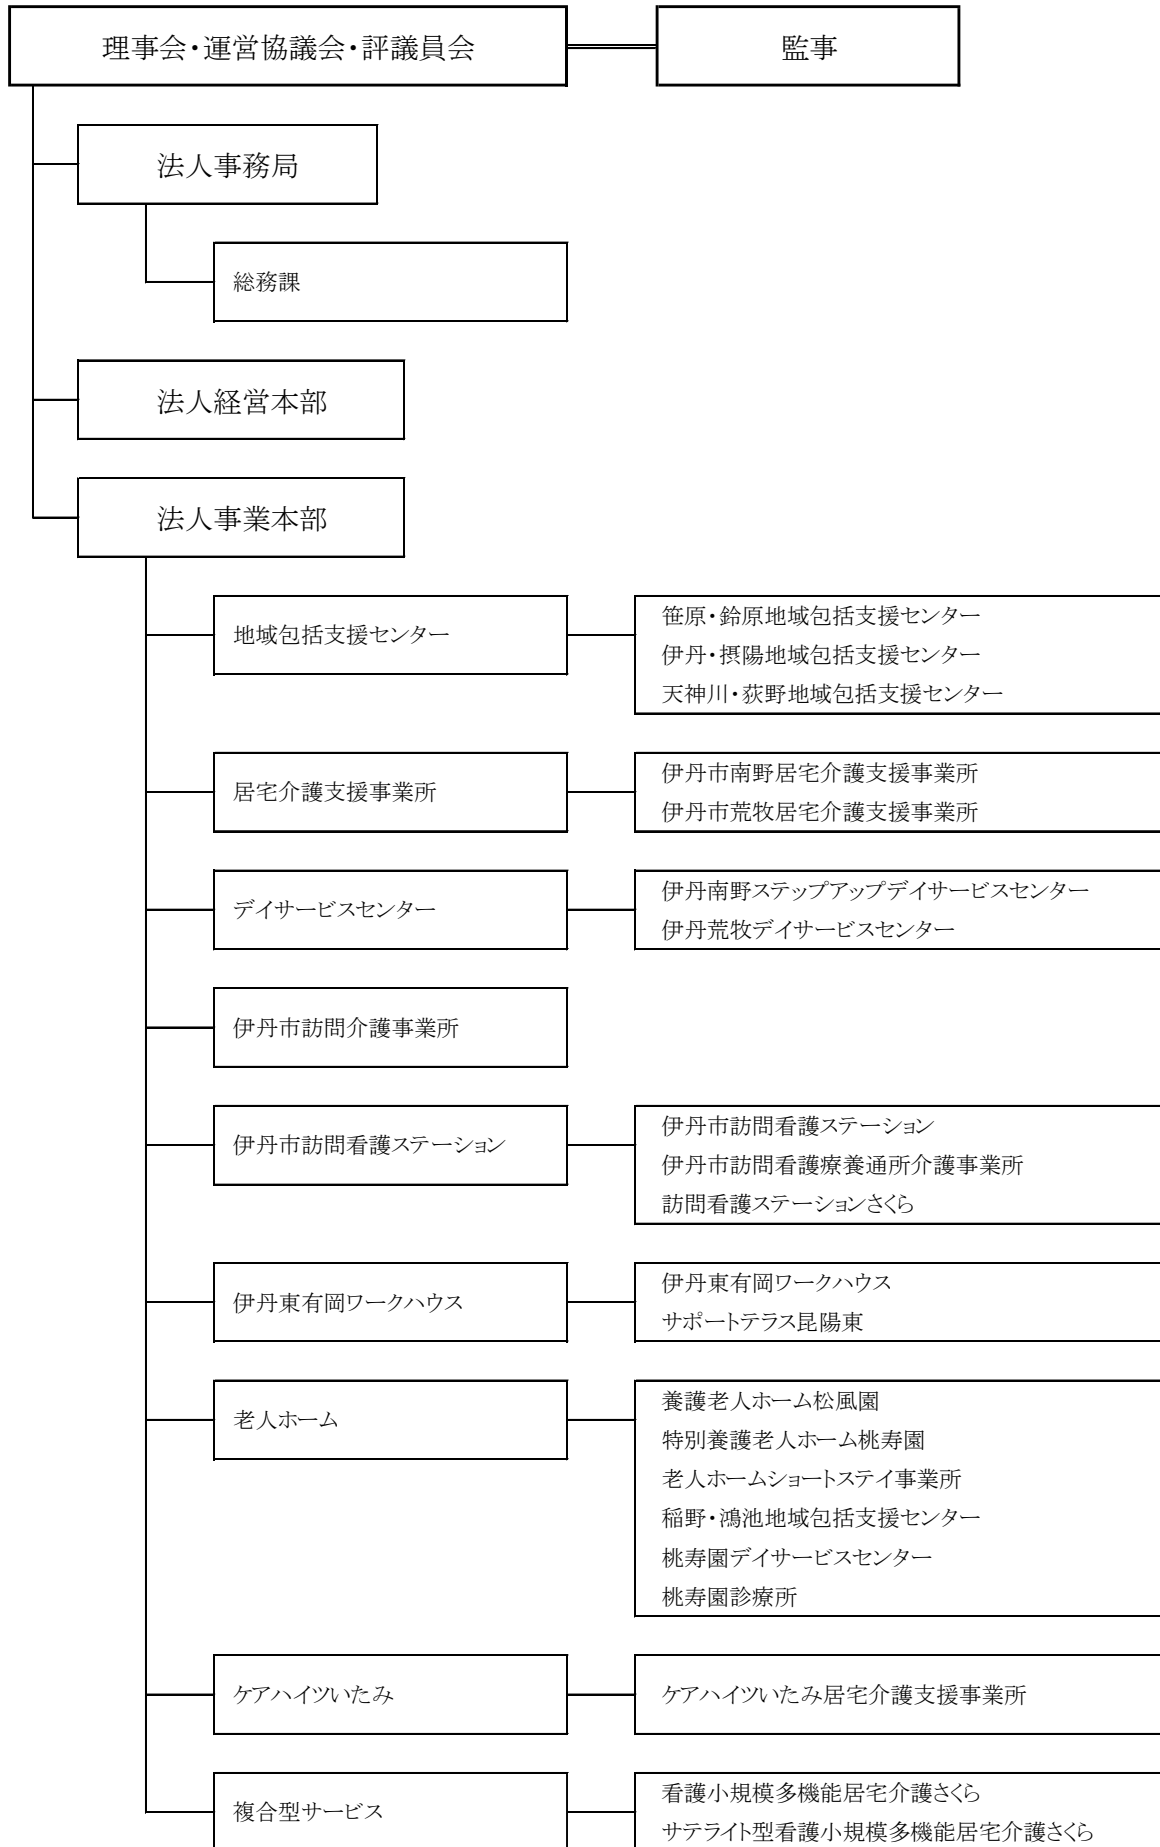 理事会・運営協議会・評議員会
監事
法人事務局
総務課
法人経営本部
法人事業本部
地域包括支援センター
笹原・鈴原地域包括支援センター
伊丹・摂陽地域包括支援センター
天神川・荻野地域包括支援センター
居宅介護支援事業所
伊丹市南野居宅介護支援事業所
伊丹市荒牧居宅介護支援事業所
デイサービスセンター
伊丹南野ステップアップデイサービスセンター
伊丹荒牧デイサービスセンター
伊丹市訪問介護事業所
伊丹市訪問看護ステーション
伊丹市訪問看護ステーション
伊丹市訪問看護療養通所介護事業所
訪問看護ステーションさくら
伊丹東有岡ワークハウス
伊丹東有岡ワークハウス
サポートテラス昆陽東
老人ホーム
養護老人ホーム松風園
特別養護老人ホーム桃寿園
老人ホームショートステイ事業所
稲野・鴻池地域包括支援センター
桃寿園デイサービスセンター
桃寿園診療所
ケアハイツいたみ
ケアハイツいたみ居宅介護支援事業所
複合型サービス
看護小規模多機能居宅介護さくら
サテライト型看護小規模多機能居宅介護さくら